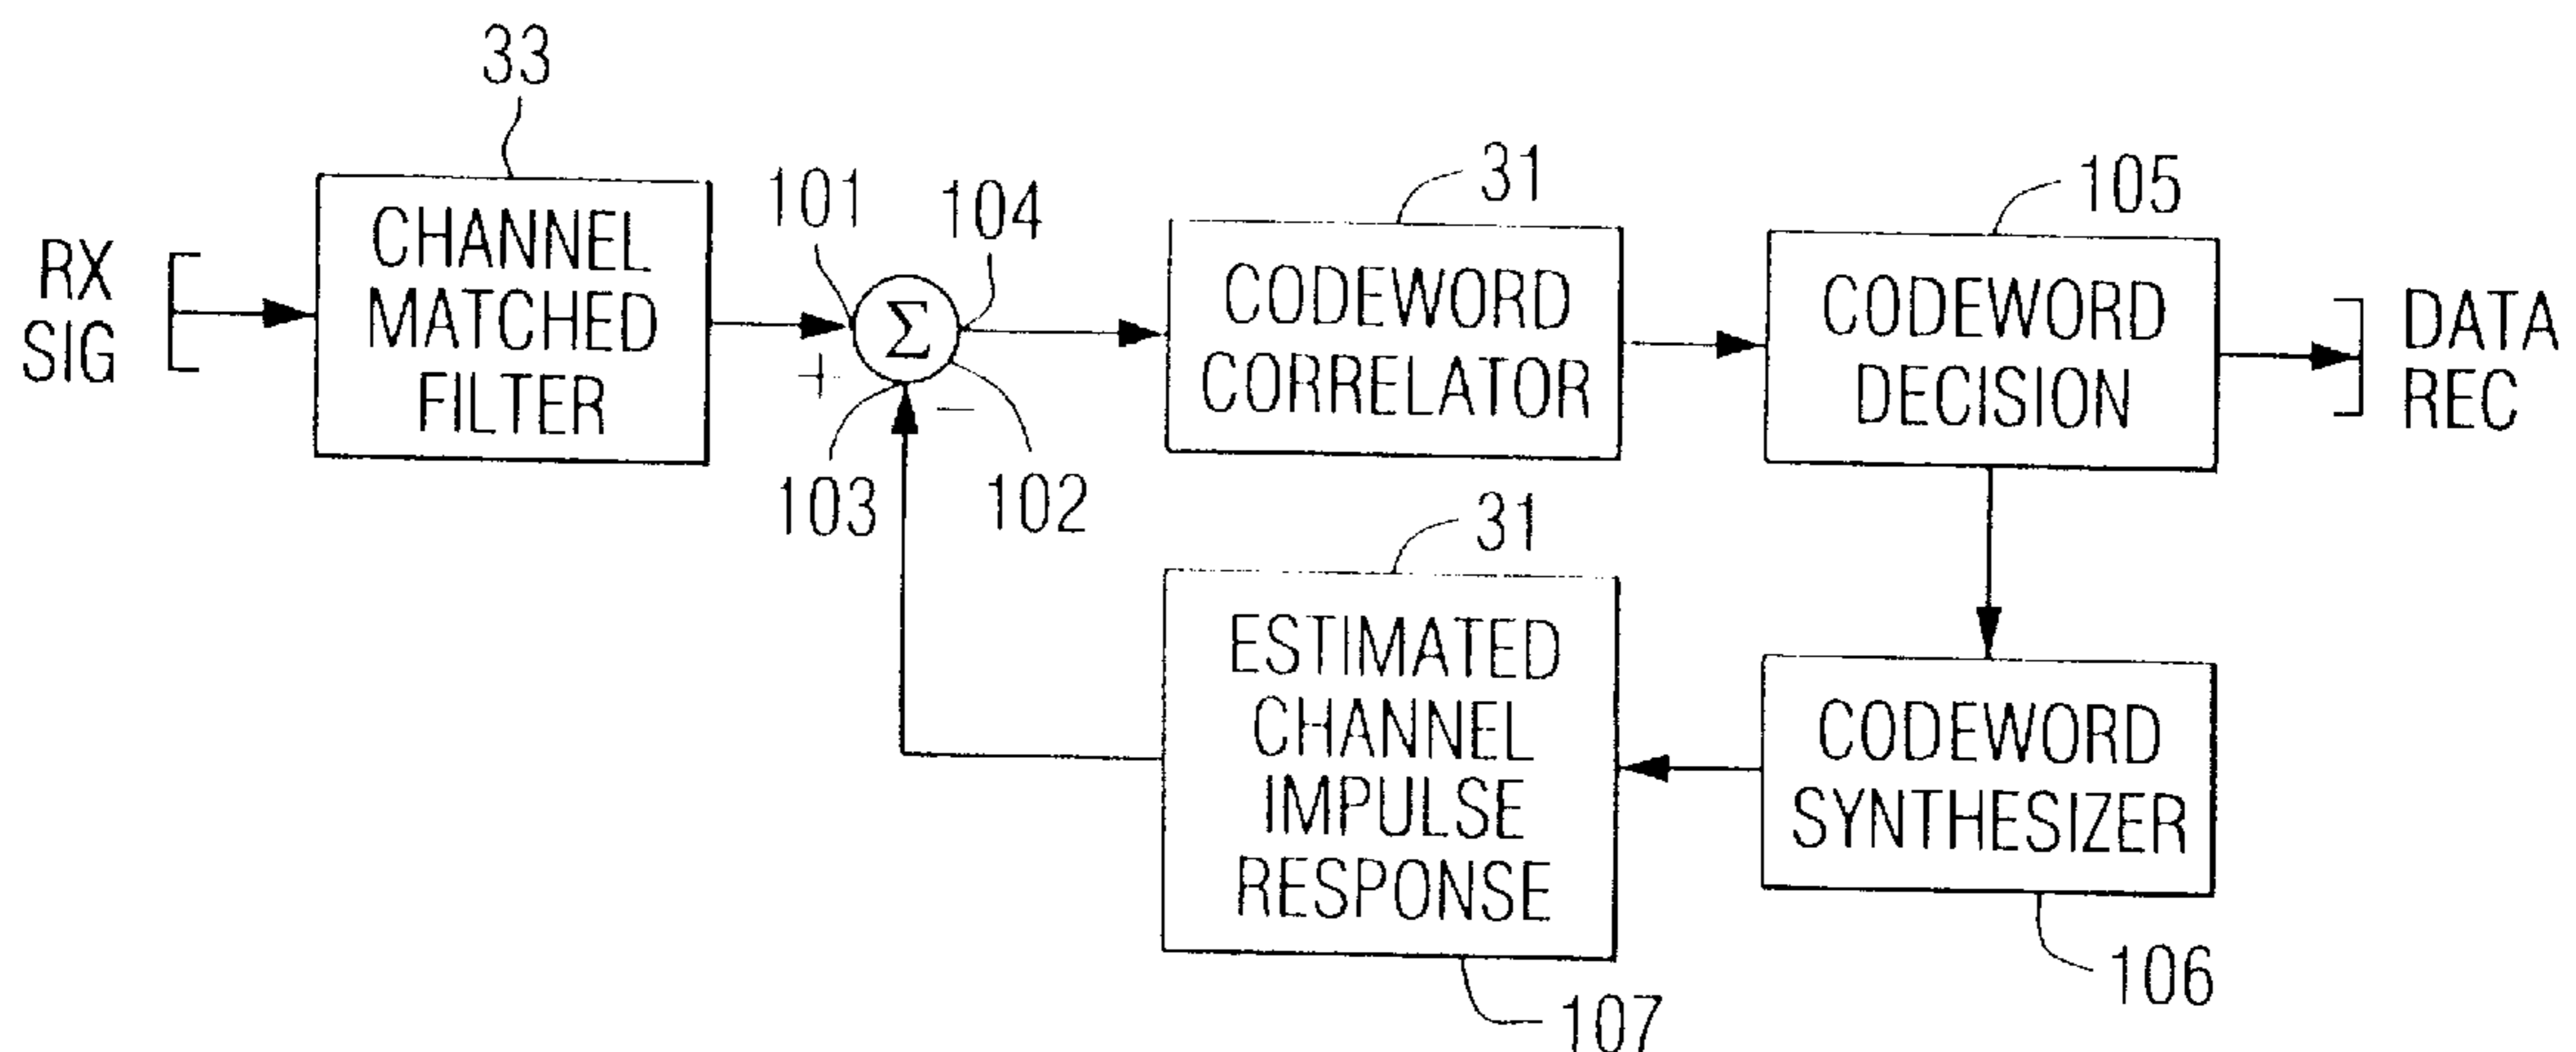 33
RX
SIG
CHANNEL
MATCHED
FILTER
101
+
Σ
104
103
−
102
31
CODEWORD
CORRELATOR
105
CODEWORD
DECISION
DATA
REC
31
ESTIMATED
CHANNEL
IMPULSE
RESPONSE
107
CODEWORD
SYNTHESIZER
106